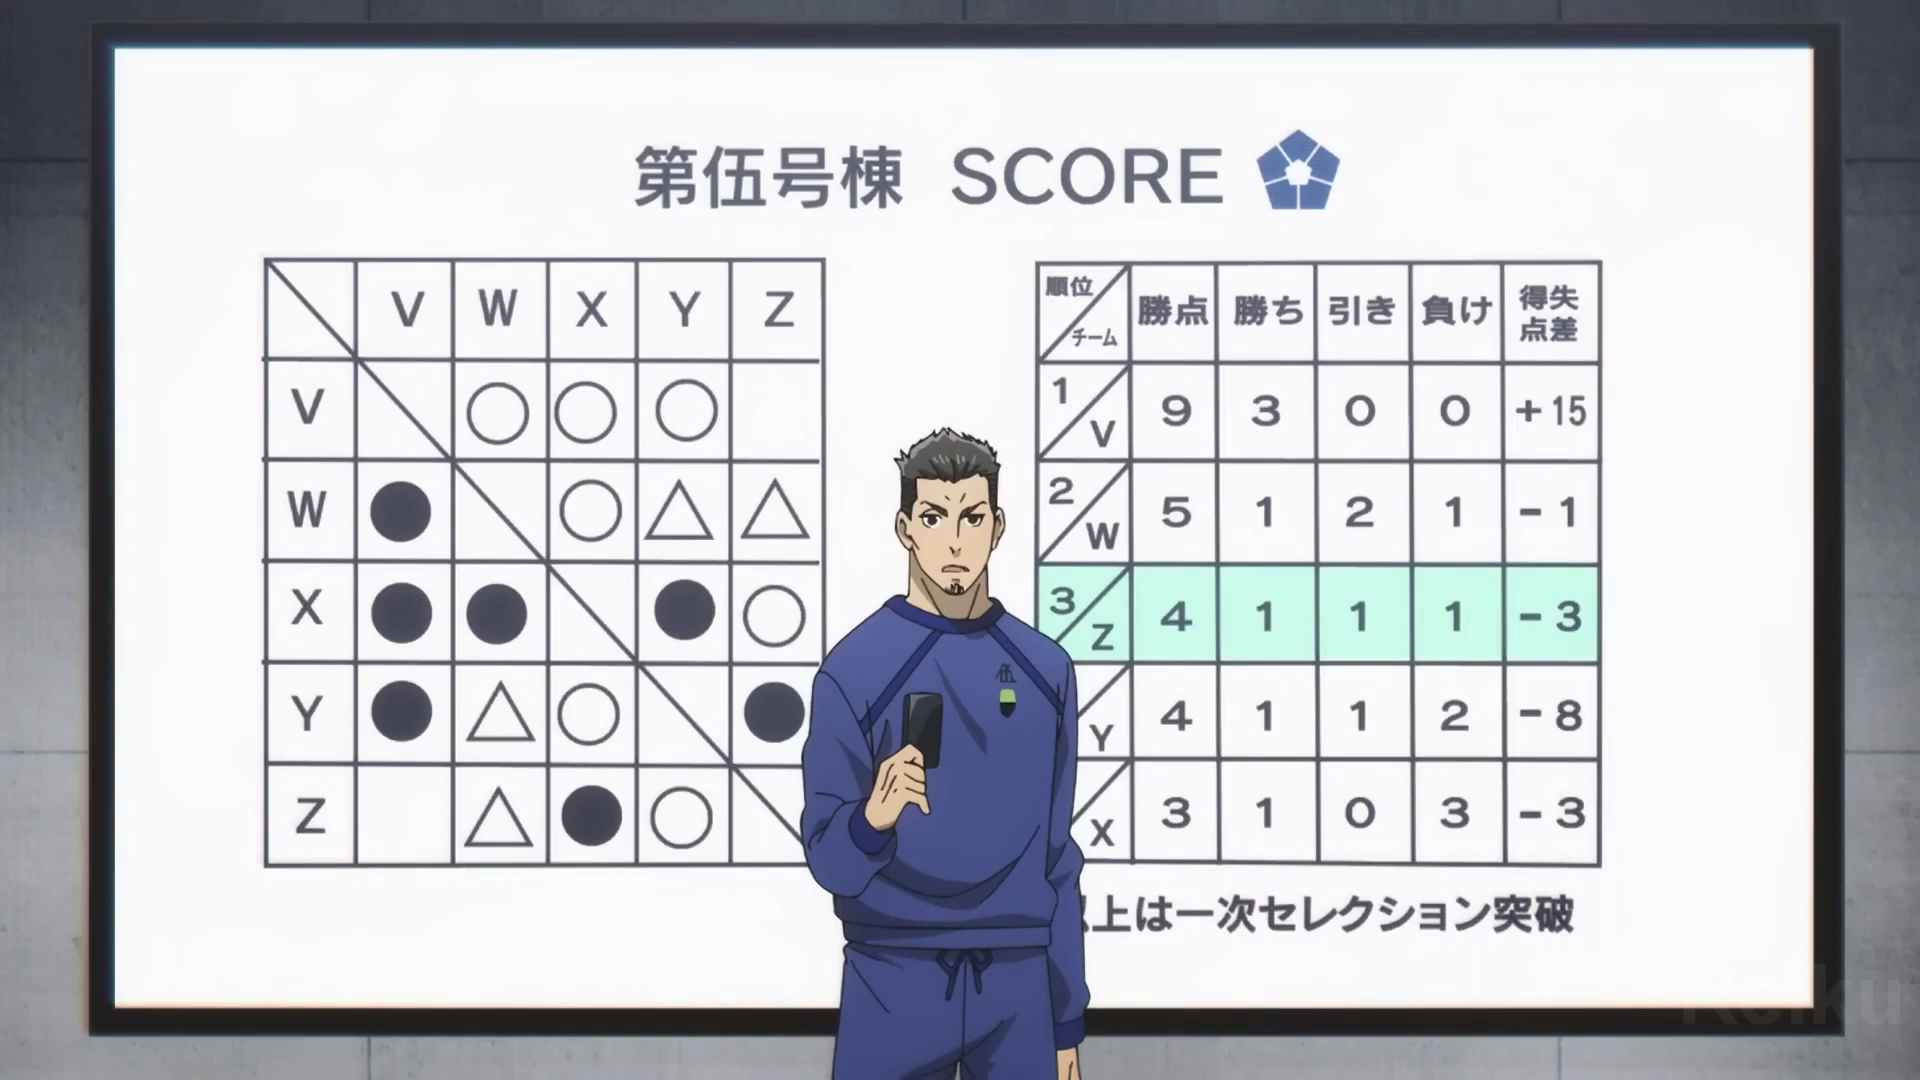 第伍号棟 SCORE
V W X Y Z
V ○ ○ ○
W ● ○ △ △
X ● ● ● ○
Y ● △ ○ ●
Z △ ● ○
順位 チーム 勝点 勝ち 引き 負け 得失点差
1 V 9 3 0 0 +15
2 W 5 1 2 1 -1
3 Z 4 1 1 1 -3
Y 4 1 1 2 -8
X 3 1 0 3 -3
上は一次セレクション突破
伍
Reiku